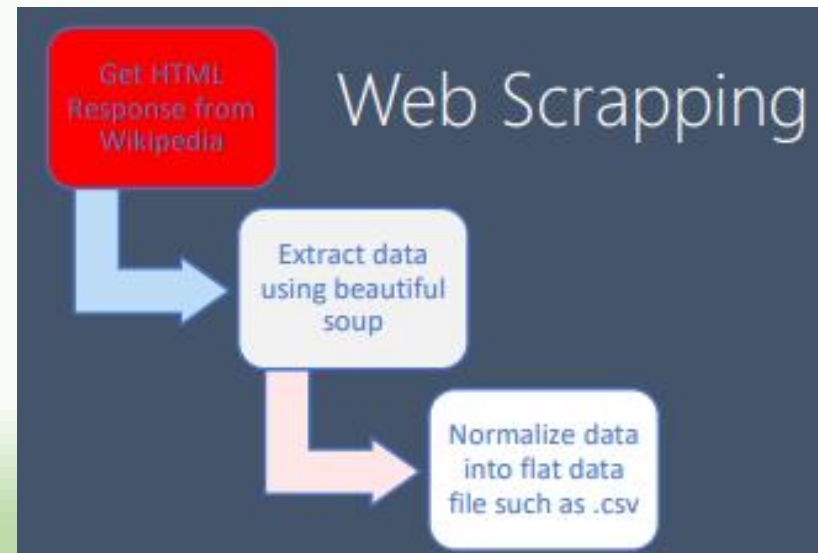 Web Scrapping
Get HTML
Response from
Wikipedia
Extract data
using beautiful
soup
Normalize data
into flat data
file such as .csv